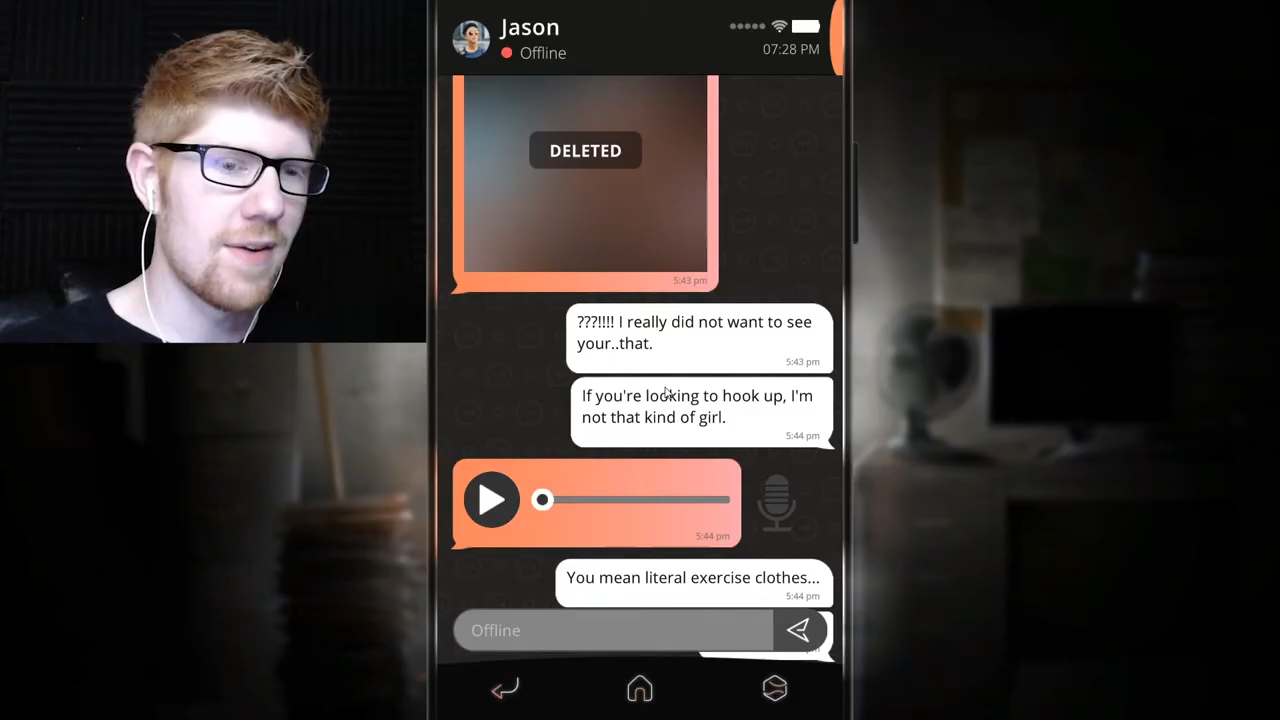 Jason
Offline
07:28 PM
DELETED
5:43 pm
???!!!! I really did not want to see
your..that.
5:43 pm
If you're looking to hook up, I'm
not that kind of girl.
5:44 pm
5:44 pm
You mean literal exercise clothes...
5:44 pm
Offline